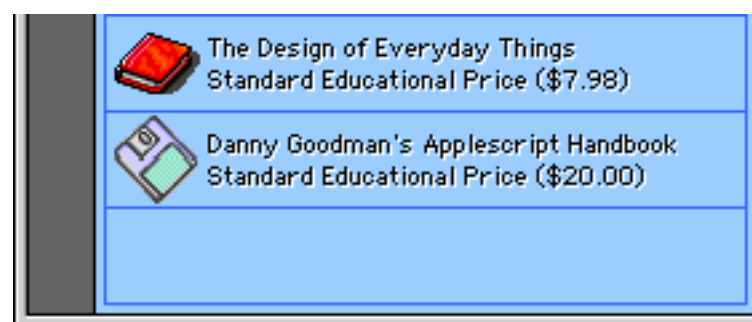 The Design of Everyday Things
Standard Educational Price ($7.98)
Danny Goodman's Applescript Handbook
Standard Educational Price ($20.00)